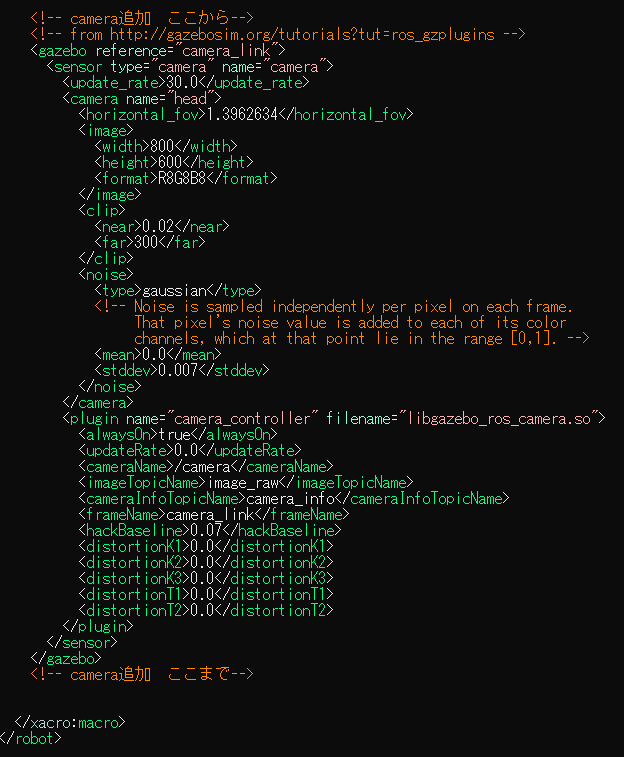 <!-- camera追加　ここから-->
<!-- from http://gazebosim.org/tutorials?tut=ros_gzplugins -->
<gazebo reference="camera_link">
<sensor type="camera" name="camera">
<update_rate>30.0</update_rate>
<camera name="head">
<horizontal_fov>1.3962634</horizontal_fov>
<image>
<width>800</width>
<height>600</height>
<format>R8G8B8</format>
</image>
<clip>
<near>0.02</near>
<far>300</far>
</clip>
<noise>
<type>gaussian</type>
<!-- Noise is sampled independently per pixel on each frame.
That pixel's noise value is added to each of its color
channels, which at that point lie in the range [0,1]. -->
<mean>0.0</mean>
<stddev>0.007</stddev>
</noise>
</camera>
<plugin name="camera_controller" filename="libgazebo_ros_camera.so">
<alwaysOn>true</alwaysOn>
<updateRate>0.0</updateRate>
<cameraName>/camera</cameraName>
<imageTopicName>image_raw</imageTopicName>
<cameraInfoTopicName>camera_info</cameraInfoTopicName>
<frameName>camera_link</frameName>
<hackBaseline>0.07</hackBaseline>
<distortionK1>0.0</distortionK1>
<distortionK2>0.0</distortionK2>
<distortionK3>0.0</distortionK3>
<distortionT1>0.0</distortionT1>
<distortionT2>0.0</distortionT2>
</plugin>
</sensor>
</gazebo>
<!-- camera追加　ここまで-->
</xacro:macro>
</robot>